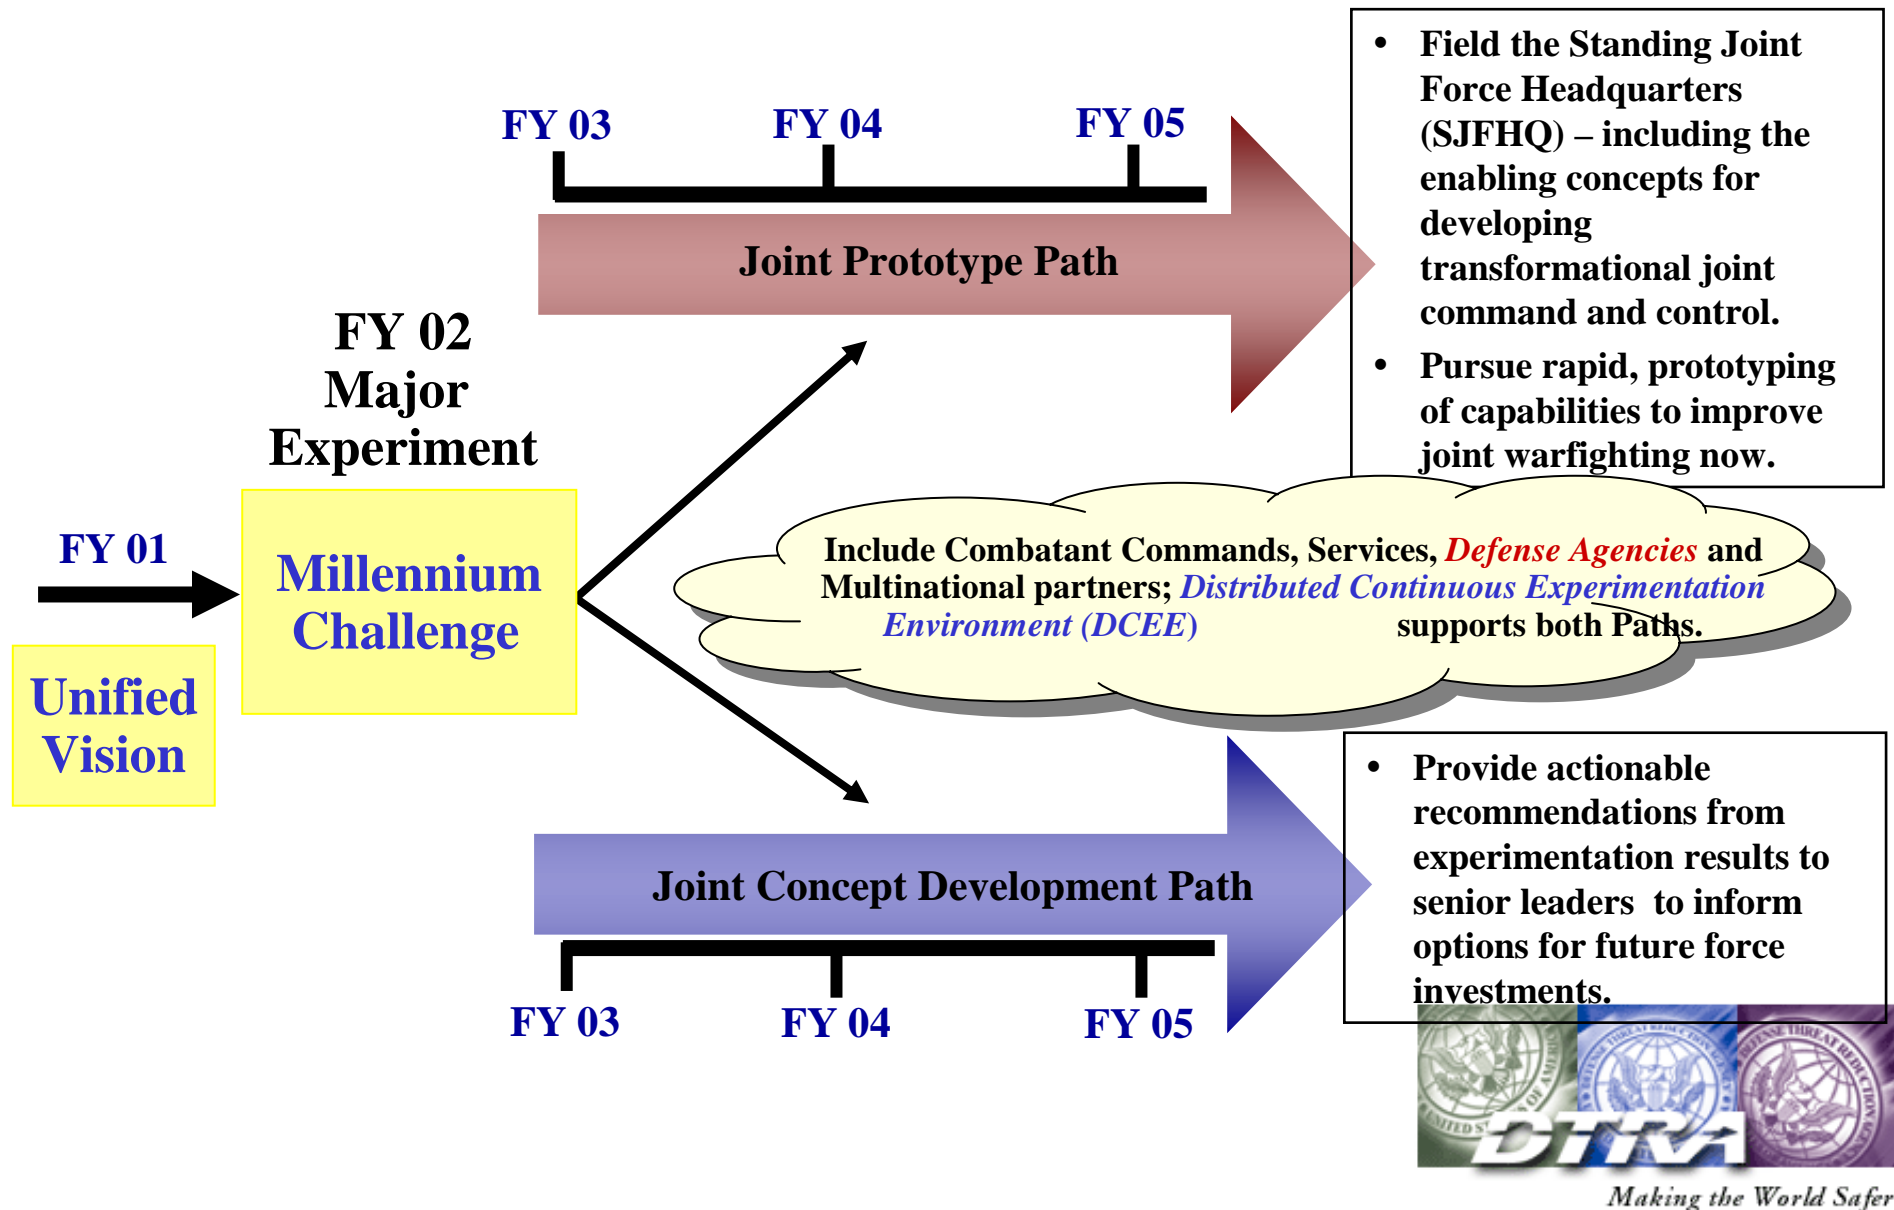 FY 01
Unified
Vision
FY 02
Major
Experiment
Millennium
Challenge
FY 03
FY 04
FY 05
Joint Prototype Path
• Field the Standing Joint
Force Headquarters
(SJFHQ) – including the
enabling concepts for
developing
transformational joint
command and control.
• Pursue rapid, prototyping
of capabilities to improve
joint warfighting now.
Include Combatant Commands, Services, Defense Agencies and
Multinational partners; Distributed Continuous Experimentation
Environment (DCEE) supports both Paths.
Joint Concept Development Path
FY 03
FY 04
FY 05
• Provide actionable
recommendations from
experimentation results to
senior leaders to inform
options for future force
investments.
DTRA
Making the World Safer